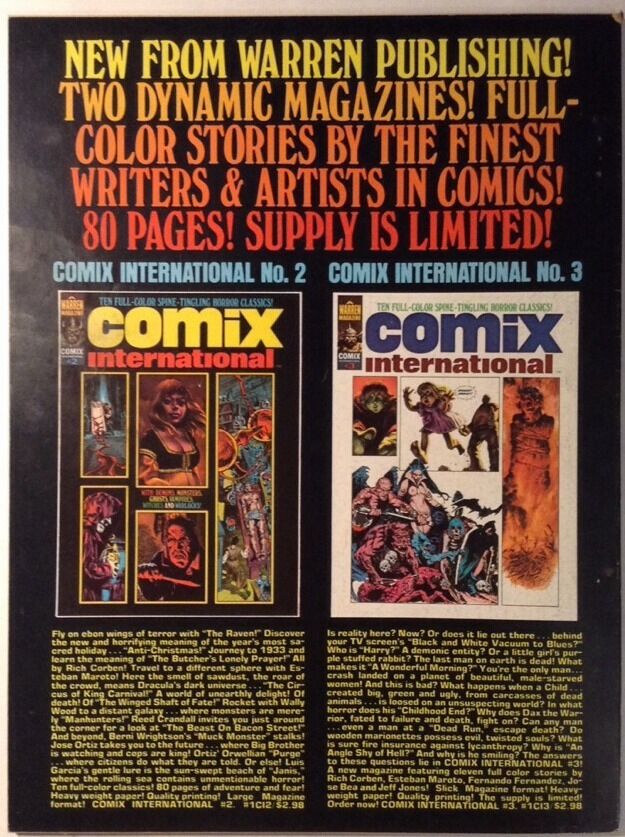 NEW FROM WARREN PUBLISHING!
TWO DYNAMIC MAGAZINES! FULL-
COLOR STORIES BY THE FINEST
WRITERS & ARTISTS IN COMICS!
80 PAGES! SUPPLY IS LIMITED!
COMIX INTERNATIONAL No. 2
WARREN
MAGAZINE
COMIX
TEN FULL-COLOR SPINE-TINGLING HORROR CLASSICS!
comix
international
WITH DEMONS, MONSTERS,
GHOSTS, VAMPIRES,
WITCHES AND WARLOCKS!
Fly on ebon wings of terror with "The Raven!" Discover
the new and horrifying meaning of the year's most sa-
cred holiday ... "Anti-Christmas!" Journey to 1933 and
learn the meaning of "The Butcher's Lonely Prayer!" All
by Rich Corben! Travel to a different sphere with Es-
teban Maroto! Here the smell of sawdust, the roar of
the crowd, means Dracula's dark universe ... "The Cir-
cus of King Carnival!" A world of unearthly delight! Of
death! Of "The Winged Shaft of Fate!" Rocket with Wally
Wood to a distant galaxy ... where monsters are mere-
ly "Manhunters!" Reed Crandall invites you just around
the corner for a look at "The Beast On Bacon Street!"
And beyond, Berni Wrightson's "Muck Monster" stalks!
Jose Ortiz takes you to the future ... where Big Brother
is watching and cops are king! Ortiz' Orwellian "Purge"
... where citizens do what they are told. Or else! Luis
Garcia's gentle lure is the sun-swept beach of "Janis,"
where the rolling sea contains unmentionable horror!
Ten full-color classics! 80 pages of adventure and fear!
Heavy weight paper! Quality printing! Large Magazine
format! COMIX INTERNATIONAL #2. #1CI2/$2.98
COMIX INTERNATIONAL No. 3
WARREN
MAGAZINE
COMIX
TEN FULL-COLOR SPINE-TINGLING HORROR CLASSICS!
comix
international
Is reality here? Now? Or does it lie out there ... behind
your TV screen's "Black and White Vacuum to Blues?"
Who is "Harry?" A demonic entity? Or a little girl's pur-
ple stuffed rabbit? The last man on earth is dead! What
makes it "A Wonderful Morning?" You're the only man ...
crash landed on a planet of beautiful, male-starved
women! And this is bad? What happens when a Child ...
created big, green and ugly, from carcasses of dead
animals ... is loosed on an unsuspecting world? In what
horror does his "Childhood End?" Why does Dax the War-
rior, fated to failure and death, fight on? Can any man
... even a man at a "Dead Run," escape death? Do
wooden marionettes possess evil, twisted souls? What
is sure fire insurance against lycanthropy? Why is "An
Angle Shy of Hell?" And why is he smiling? The answers
to these questions lie in COMIX INTERNATIONAL #3!
A new magazine featuring eleven full color stories by
Rich Corben, Esteban Maroto, Fernando Fernandez, Jo-
se Bea and Jeff Jones! Slick Magazine format! Heavy-
weight paper! Quality printing! The supply is limited!
Order now! COMIX INTERNATIONAL #3. #1CI3/$2.98